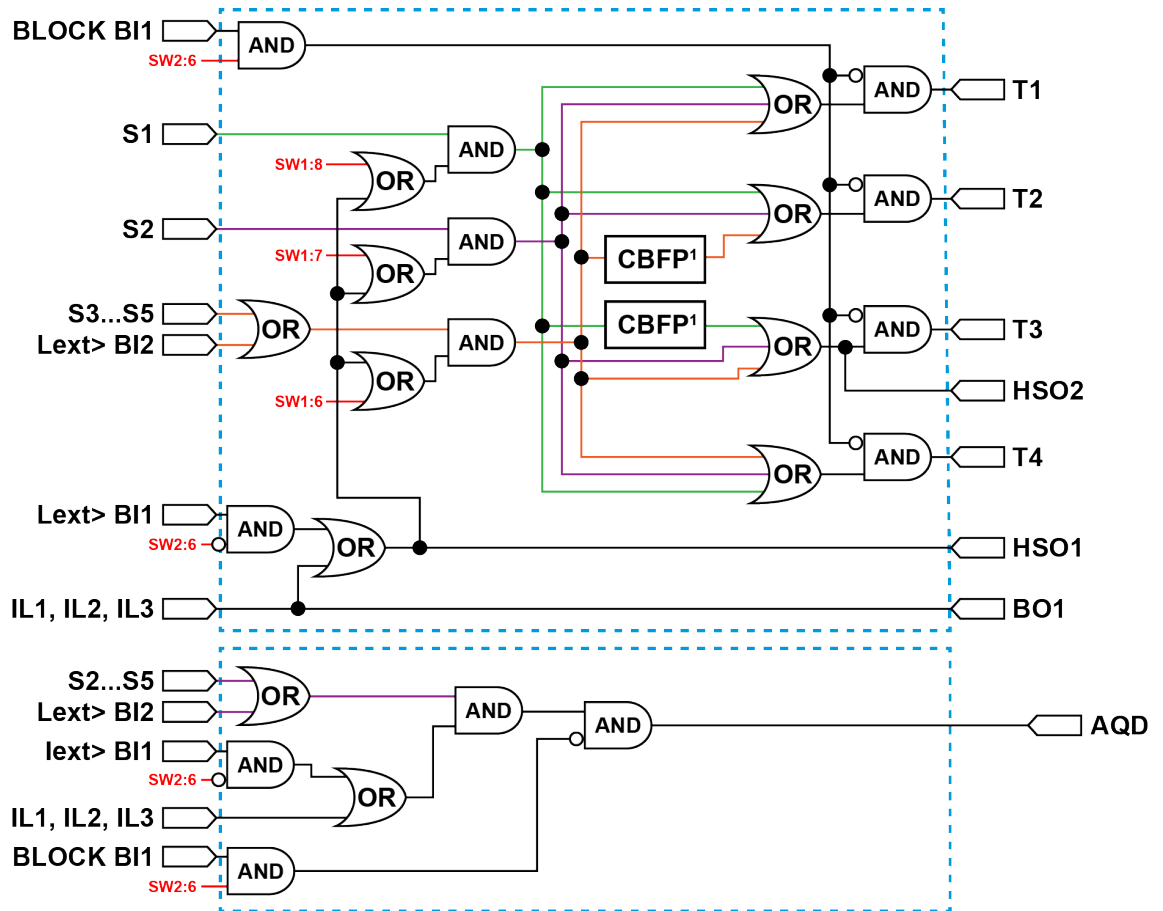 BLOCK BI1
SW2:6
AND
S1
SW1:8
OR
AND
S2
SW1:7
OR
AND
S3...S5
Lext> BI2
OR
SW1:6
OR
AND
CBFP¹
CBFP¹
OR
AND
T1
OR
AND
T2
OR
AND
T3
HSO2
OR
AND
T4
Lext> BI1
SW2:6
AND
OR
HSO1
IL1, IL2, IL3
BO1
S2...S5
Lext> BI2
OR
AND
AND
AQD
Iext> BI1
SW2:6
AND
OR
IL1, IL2, IL3
BLOCK BI1
SW2:6
AND